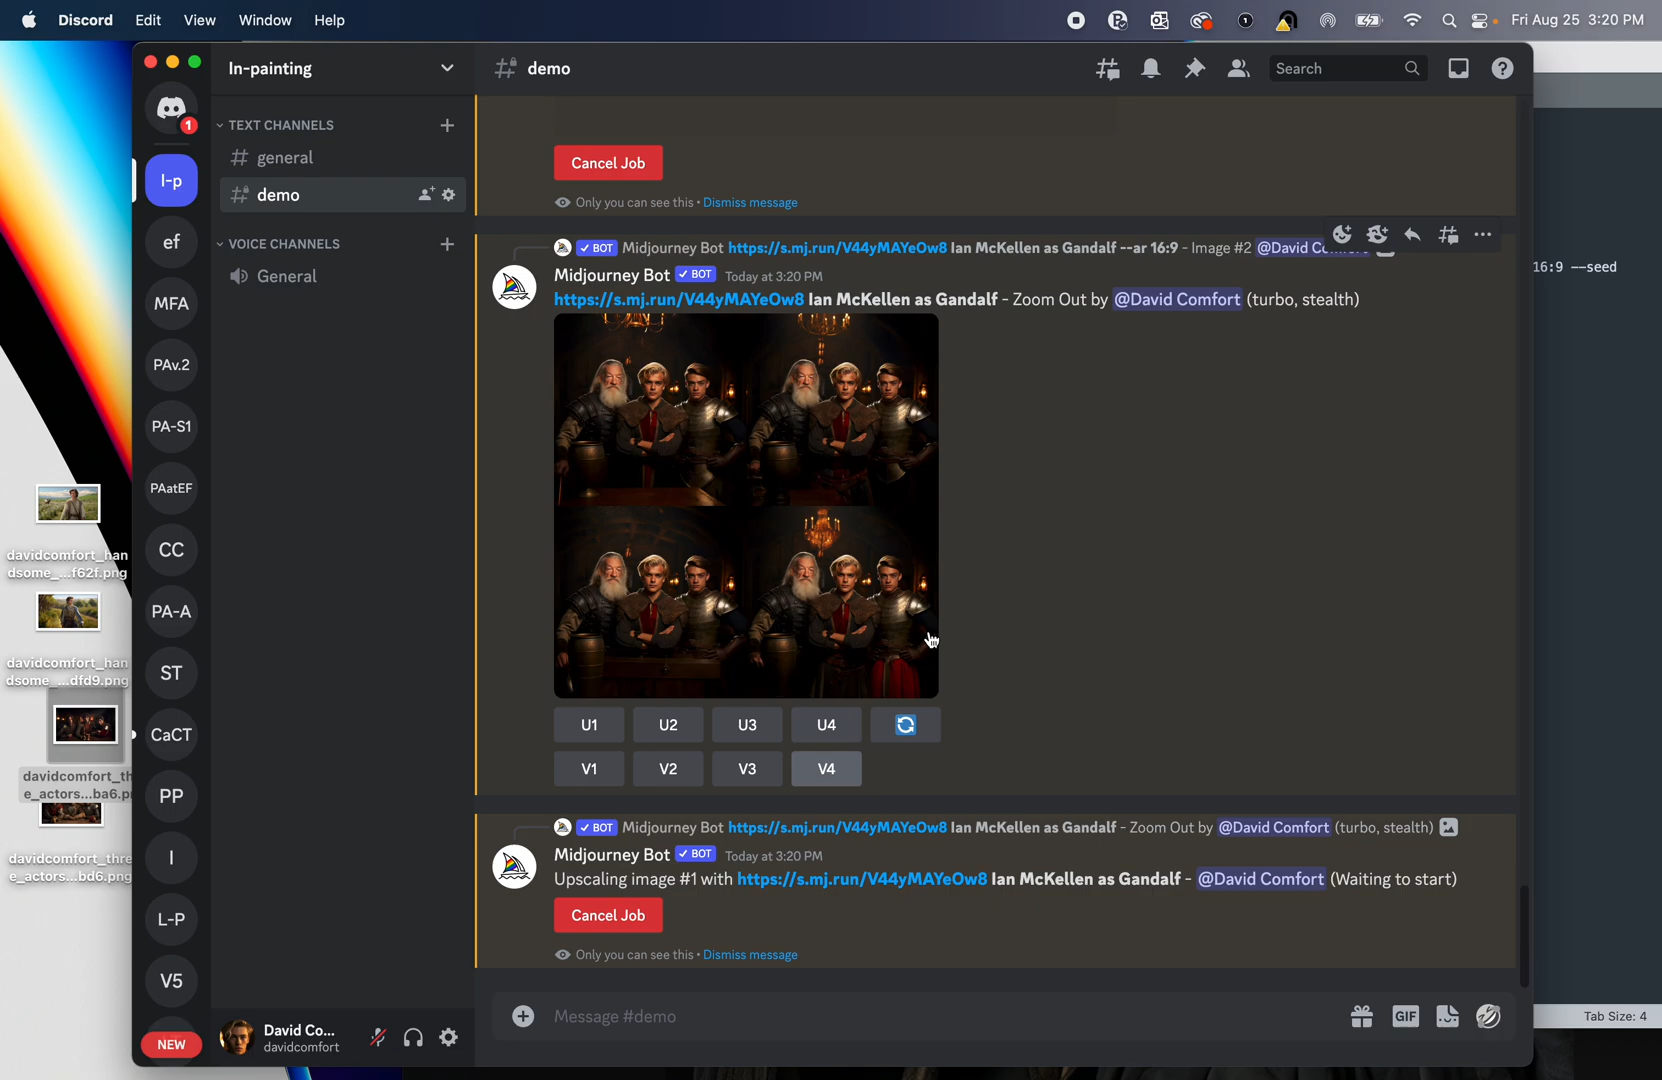 Discord Edit View Window Help Fri Aug 25 3:20 PM
In-painting
# demo
Search
1
TEXT CHANNELS
general
demo
VOICE CHANNELS
General
I-p
ef
MFA
PAv.2
PA-S1
PAatEF
CC
PA-A
ST
CaCT
PP
I
L-P
V5
NEW
davidcomfort_han
dsome_...f62f.png
davidcomfort_han
dsome_...dfd9.png
davidcomfort_th
e_actors...ba6.p
davidcomfort_thre
e_actors...bd6.png
Cancel Job
Only you can see this • Dismiss message
BOT Midjourney Bot https://s.mj.run/V44yMAYeOw8 Ian McKellen as Gandalf --ar 16:9 - Image #2 @David
Midjourney Bot BOT Today at 3:20 PM
https://s.mj.run/V44yMAYeOw8 Ian McKellen as Gandalf - Zoom Out by @David Comfort (turbo, stealth)
U1 U2 U3 U4
V1 V2 V3 V4
BOT Midjourney Bot https://s.mj.run/V44yMAYeOw8 Ian McKellen as Gandalf - Zoom Out by @David Comfort (turbo, stealth)
Midjourney Bot BOT Today at 3:20 PM
Upscaling image #1 with https://s.mj.run/V44yMAYeOw8 Ian McKellen as Gandalf - @David Comfort (Waiting to start)
Cancel Job
Only you can see this • Dismiss message
Message #demo
GIF
David Co...
davidcomfort
16:9 --seed
Tab Size: 4